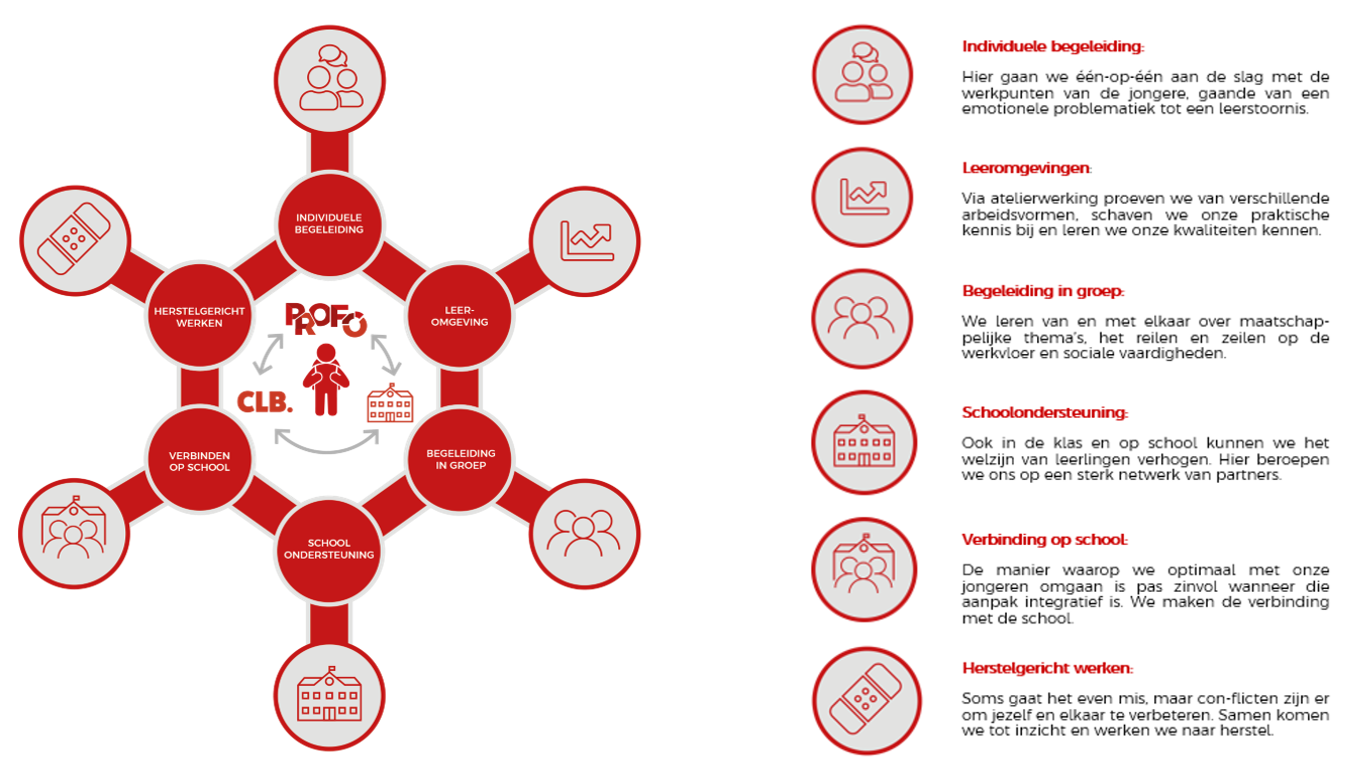 INDIVIDUELE
BEGELEIDING
HERSTELGERICHT
WERKEN
LEER-
OMGEVING
PROFO
CLB.
VERBINDEN
OP SCHOOL
BEGELEIDING
IN GROEP
SCHOOL
ONDERSTEUNING
Individuele begeleiding:
Hier gaan we één-op-één aan de slag met de
werkpunten van de jongere, gaande van een
emotionele problematiek tot een leerstoornis.
Leeromgevingen:
Via atelierwerking proeven we van verschillende
arbeidsvormen, schaven we onze praktische
kennis bij en leren we onze kwaliteiten kennen.
Begeleiding in groep:
We leren van en met elkaar over maatschap-
pelijke thema's, het reilen en zeilen op de
werkvloer en sociale vaardigheden.
Schoolondersteuning:
Ook in de klas en op school kunnen we het
welzijn van leerlingen verhogen. Hier beroepen
we ons op een sterk netwerk van partners.
Verbinding op school:
De manier waarop we optimaal met onze
jongeren omgaan is pas zinvol wanneer die
aanpak integratief is. We maken de verbinding
met de school.
Herstelgericht werken:
Soms gaat het even mis, maar con-flicten zijn er
om jezelf en elkaar te verbeteren. Samen komen
we tot inzicht en werken we naar herstel.